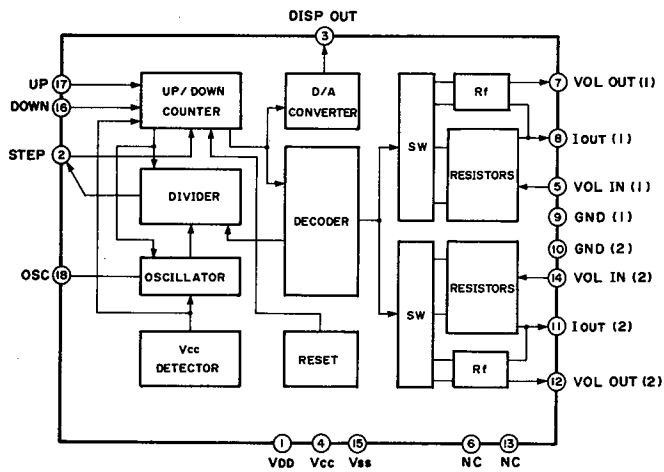 DISP OUT
3
UP 17
DOWN 16
STEP 2
OSC 18
UP/DOWN
COUNTER
D/A
CONVERTER
DIVIDER
OSCILLATOR
Vcc
DETECTOR
DECODER
RESET
SW
Rf
RESISTORS
SW
RESISTORS
Rf
7 VOL OUT (1)
8 IOUT (1)
5 VOL IN (1)
9 GND (1)
10 GND (2)
14 VOL IN (2)
11 IOUT (2)
12 VOL OUT (2)
1 4 15 6 13
VDD Vcc Vss NC NC